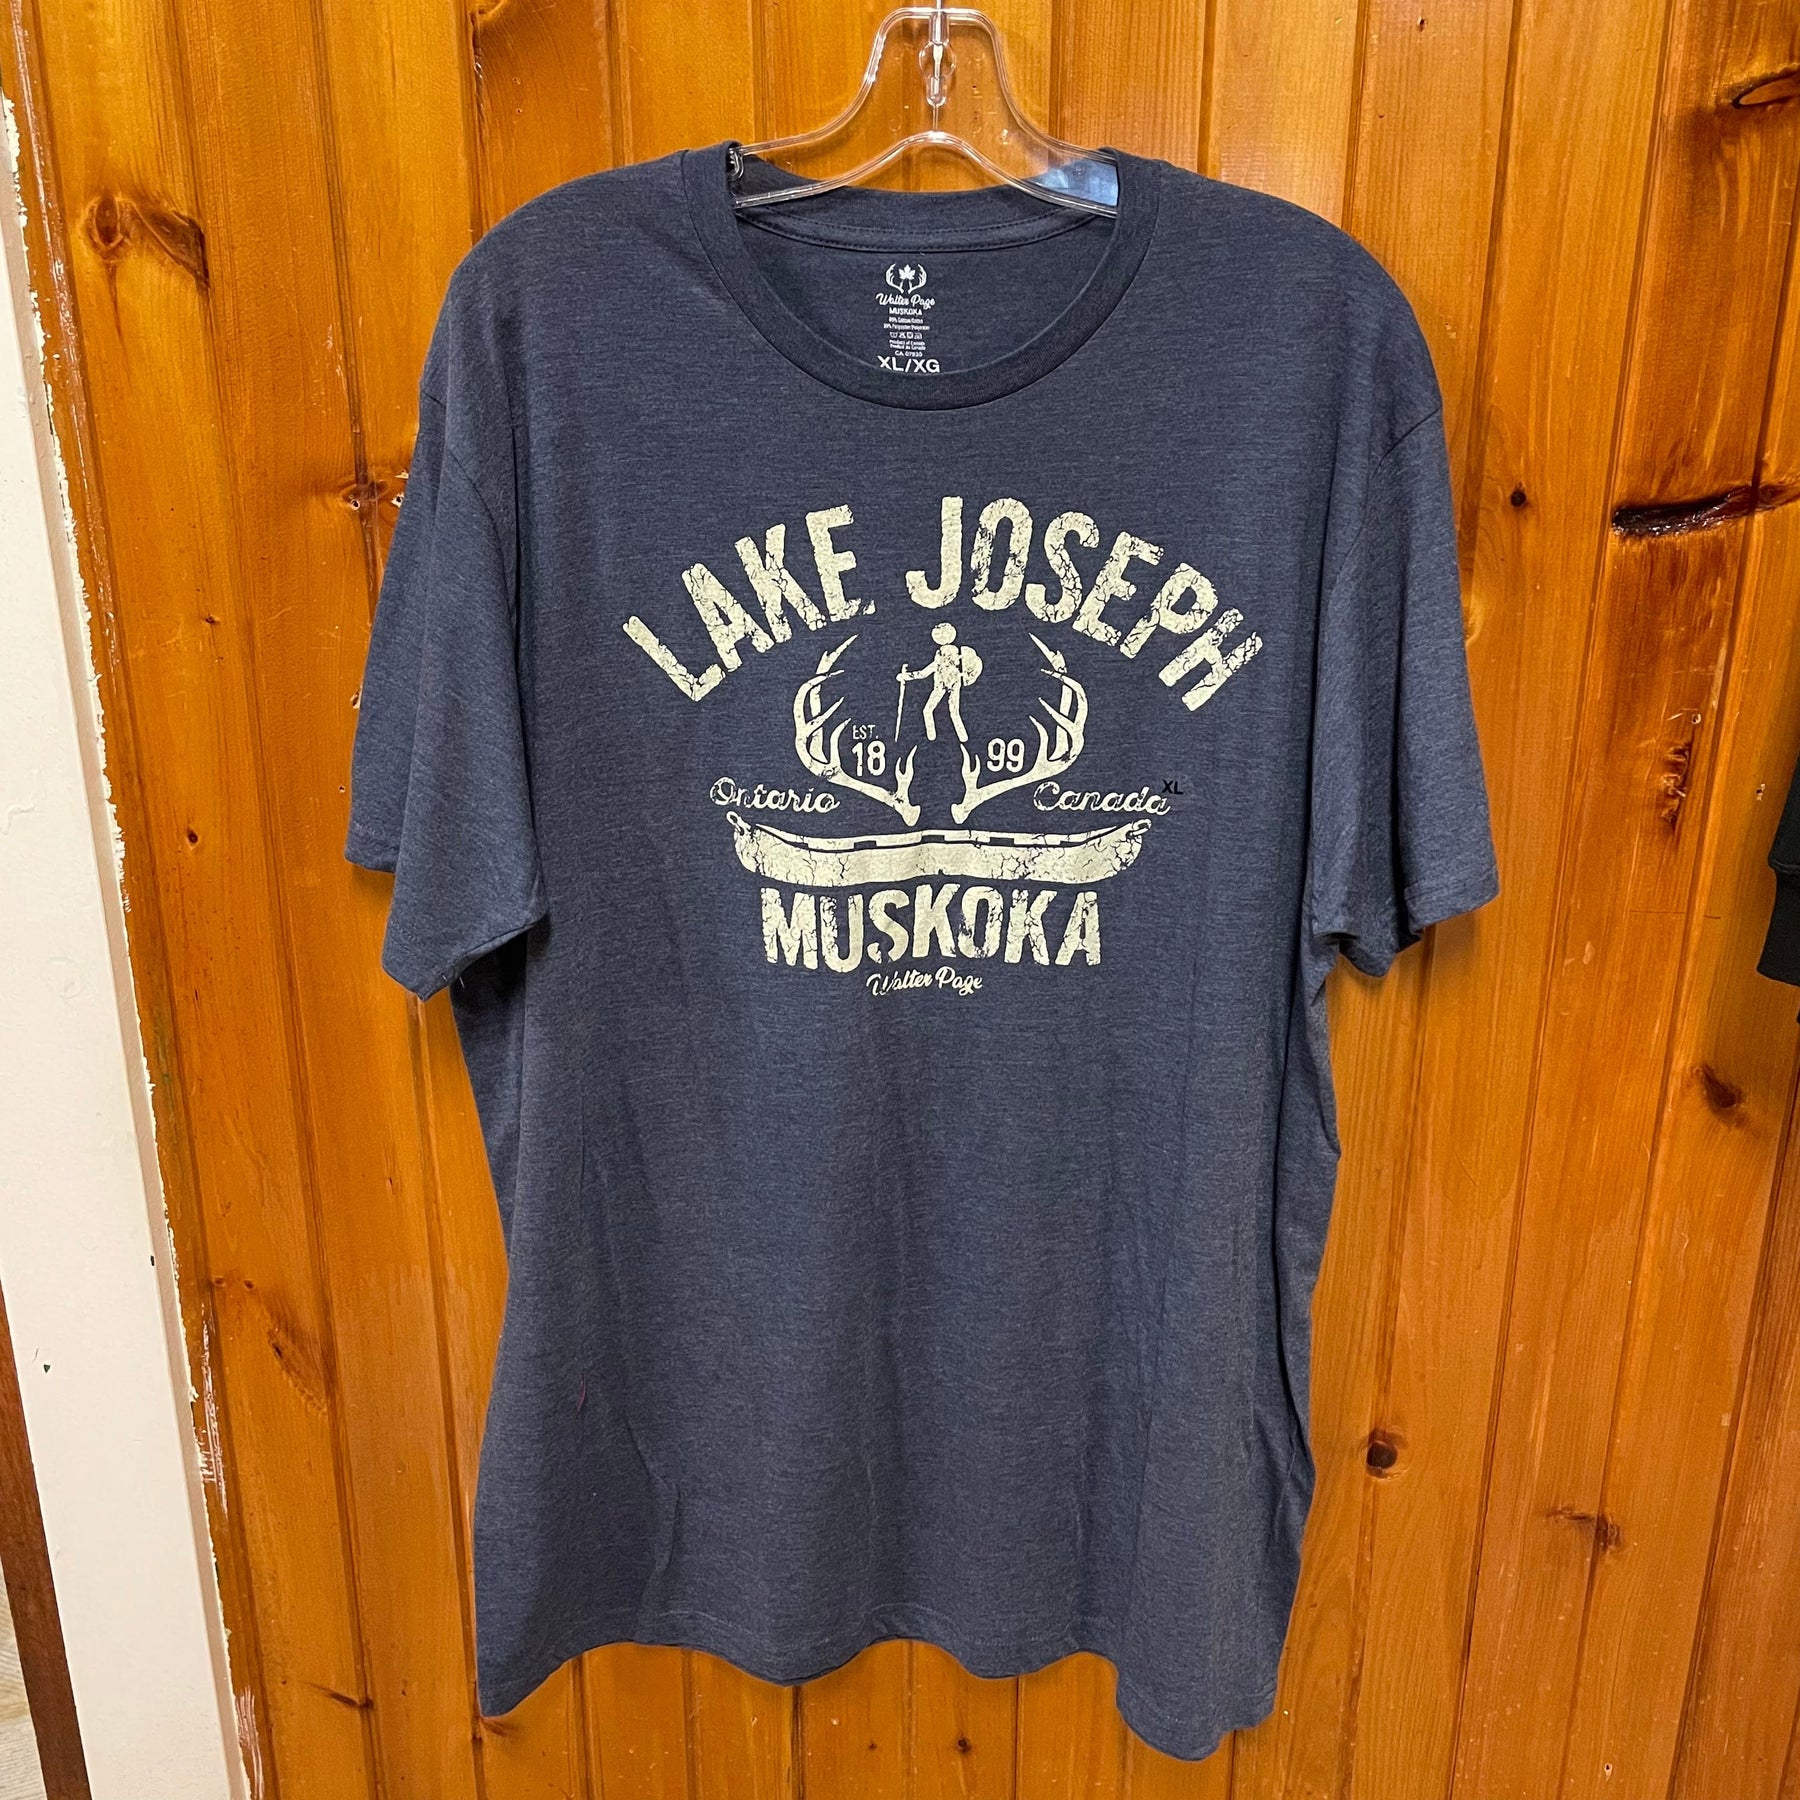 Walter Page
MUSKOKA
XL/XG
LAKE JOSEPH
EST.
18 99
Ontario Canada XL
MUSKOKA
Walter Page